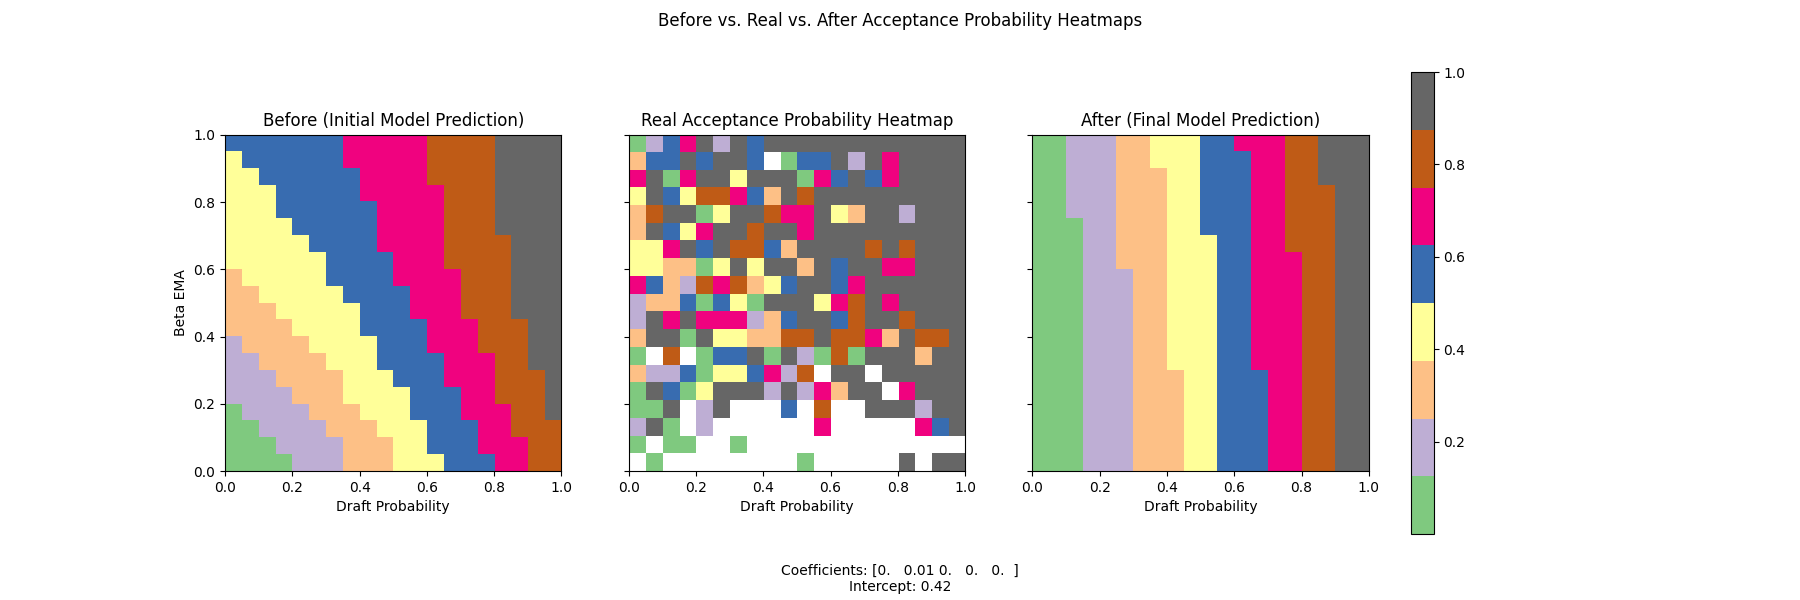 Before vs. Real vs. After Acceptance Probability Heatmaps
Before (Initial Model Prediction)
Real Acceptance Probability Heatmap
After (Final Model Prediction)
Beta EMA
1.0
0.8
0.6
0.4
0.2
0.0
0.0 0.2 0.4 0.6 0.8 1.0
Draft Probability
0.0 0.2 0.4 0.6 0.8 1.0
Draft Probability
0.0 0.2 0.4 0.6 0.8 1.0
Draft Probability
1.0
0.8
0.6
0.4
0.2
Coefficients: [0.   0.01 0.   0.   0.  ]
Intercept: 0.42